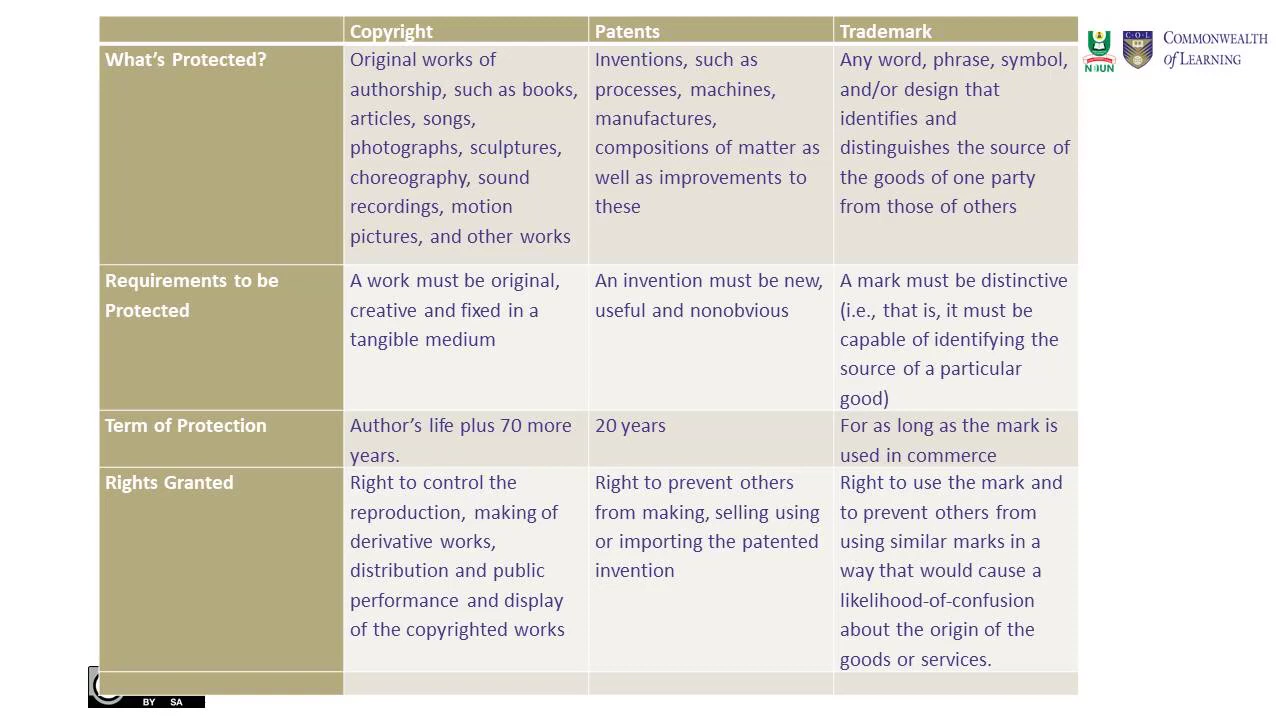 Copyright
Patents
Trademark
What's Protected?
Original works of
authorship, such as books,
articles, songs,
photographs, sculptures,
choreography, sound
recordings, motion
pictures, and other works
Inventions, such as
processes, machines,
manufactures,
compositions of matter as
well as improvements to
these
Any word, phrase, symbol,
and/or design that
identifies and
distinguishes the source of
the goods of one party
from those of others
Requirements to be
Protected
A work must be original,
creative and fixed in a
tangible medium
An invention must be new,
useful and nonobvious
A mark must be distinctive
(i.e., that is, it must be
capable of identifying the
source of a particular
good)
Term of Protection
Author's life plus 70 more
years.
20 years
For as long as the mark is
used in commerce
Rights Granted
Right to control the
reproduction, making of
derivative works,
distribution and public
performance and display
of the copyrighted works
Right to prevent others
from making, selling using
or importing the patented
invention
Right to use the mark and
to prevent others from
using similar marks in a
way that would cause a
likelihood-of-confusion
about the origin of the
goods or services.
NOUN
C·O·L
COMMONWEALTH
of LEARNING
BY SA